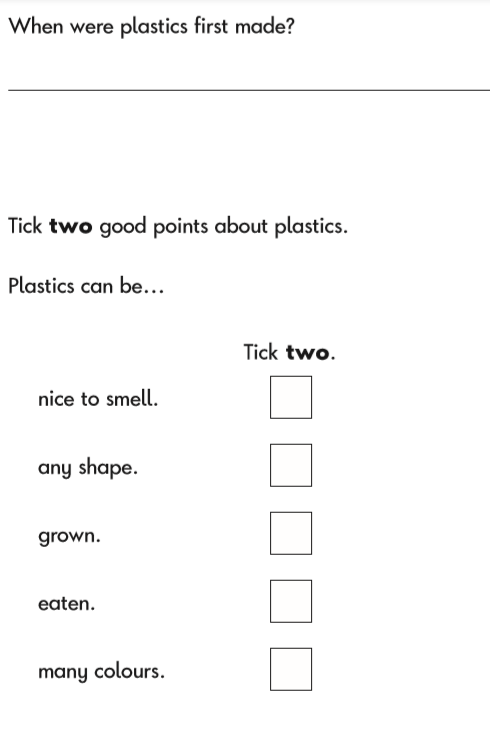 When were plastics first made?
Tick two good points about plastics.
Plastics can be...
Tick two.
nice to smell.
any shape.
grown.
eaten.
many colours.